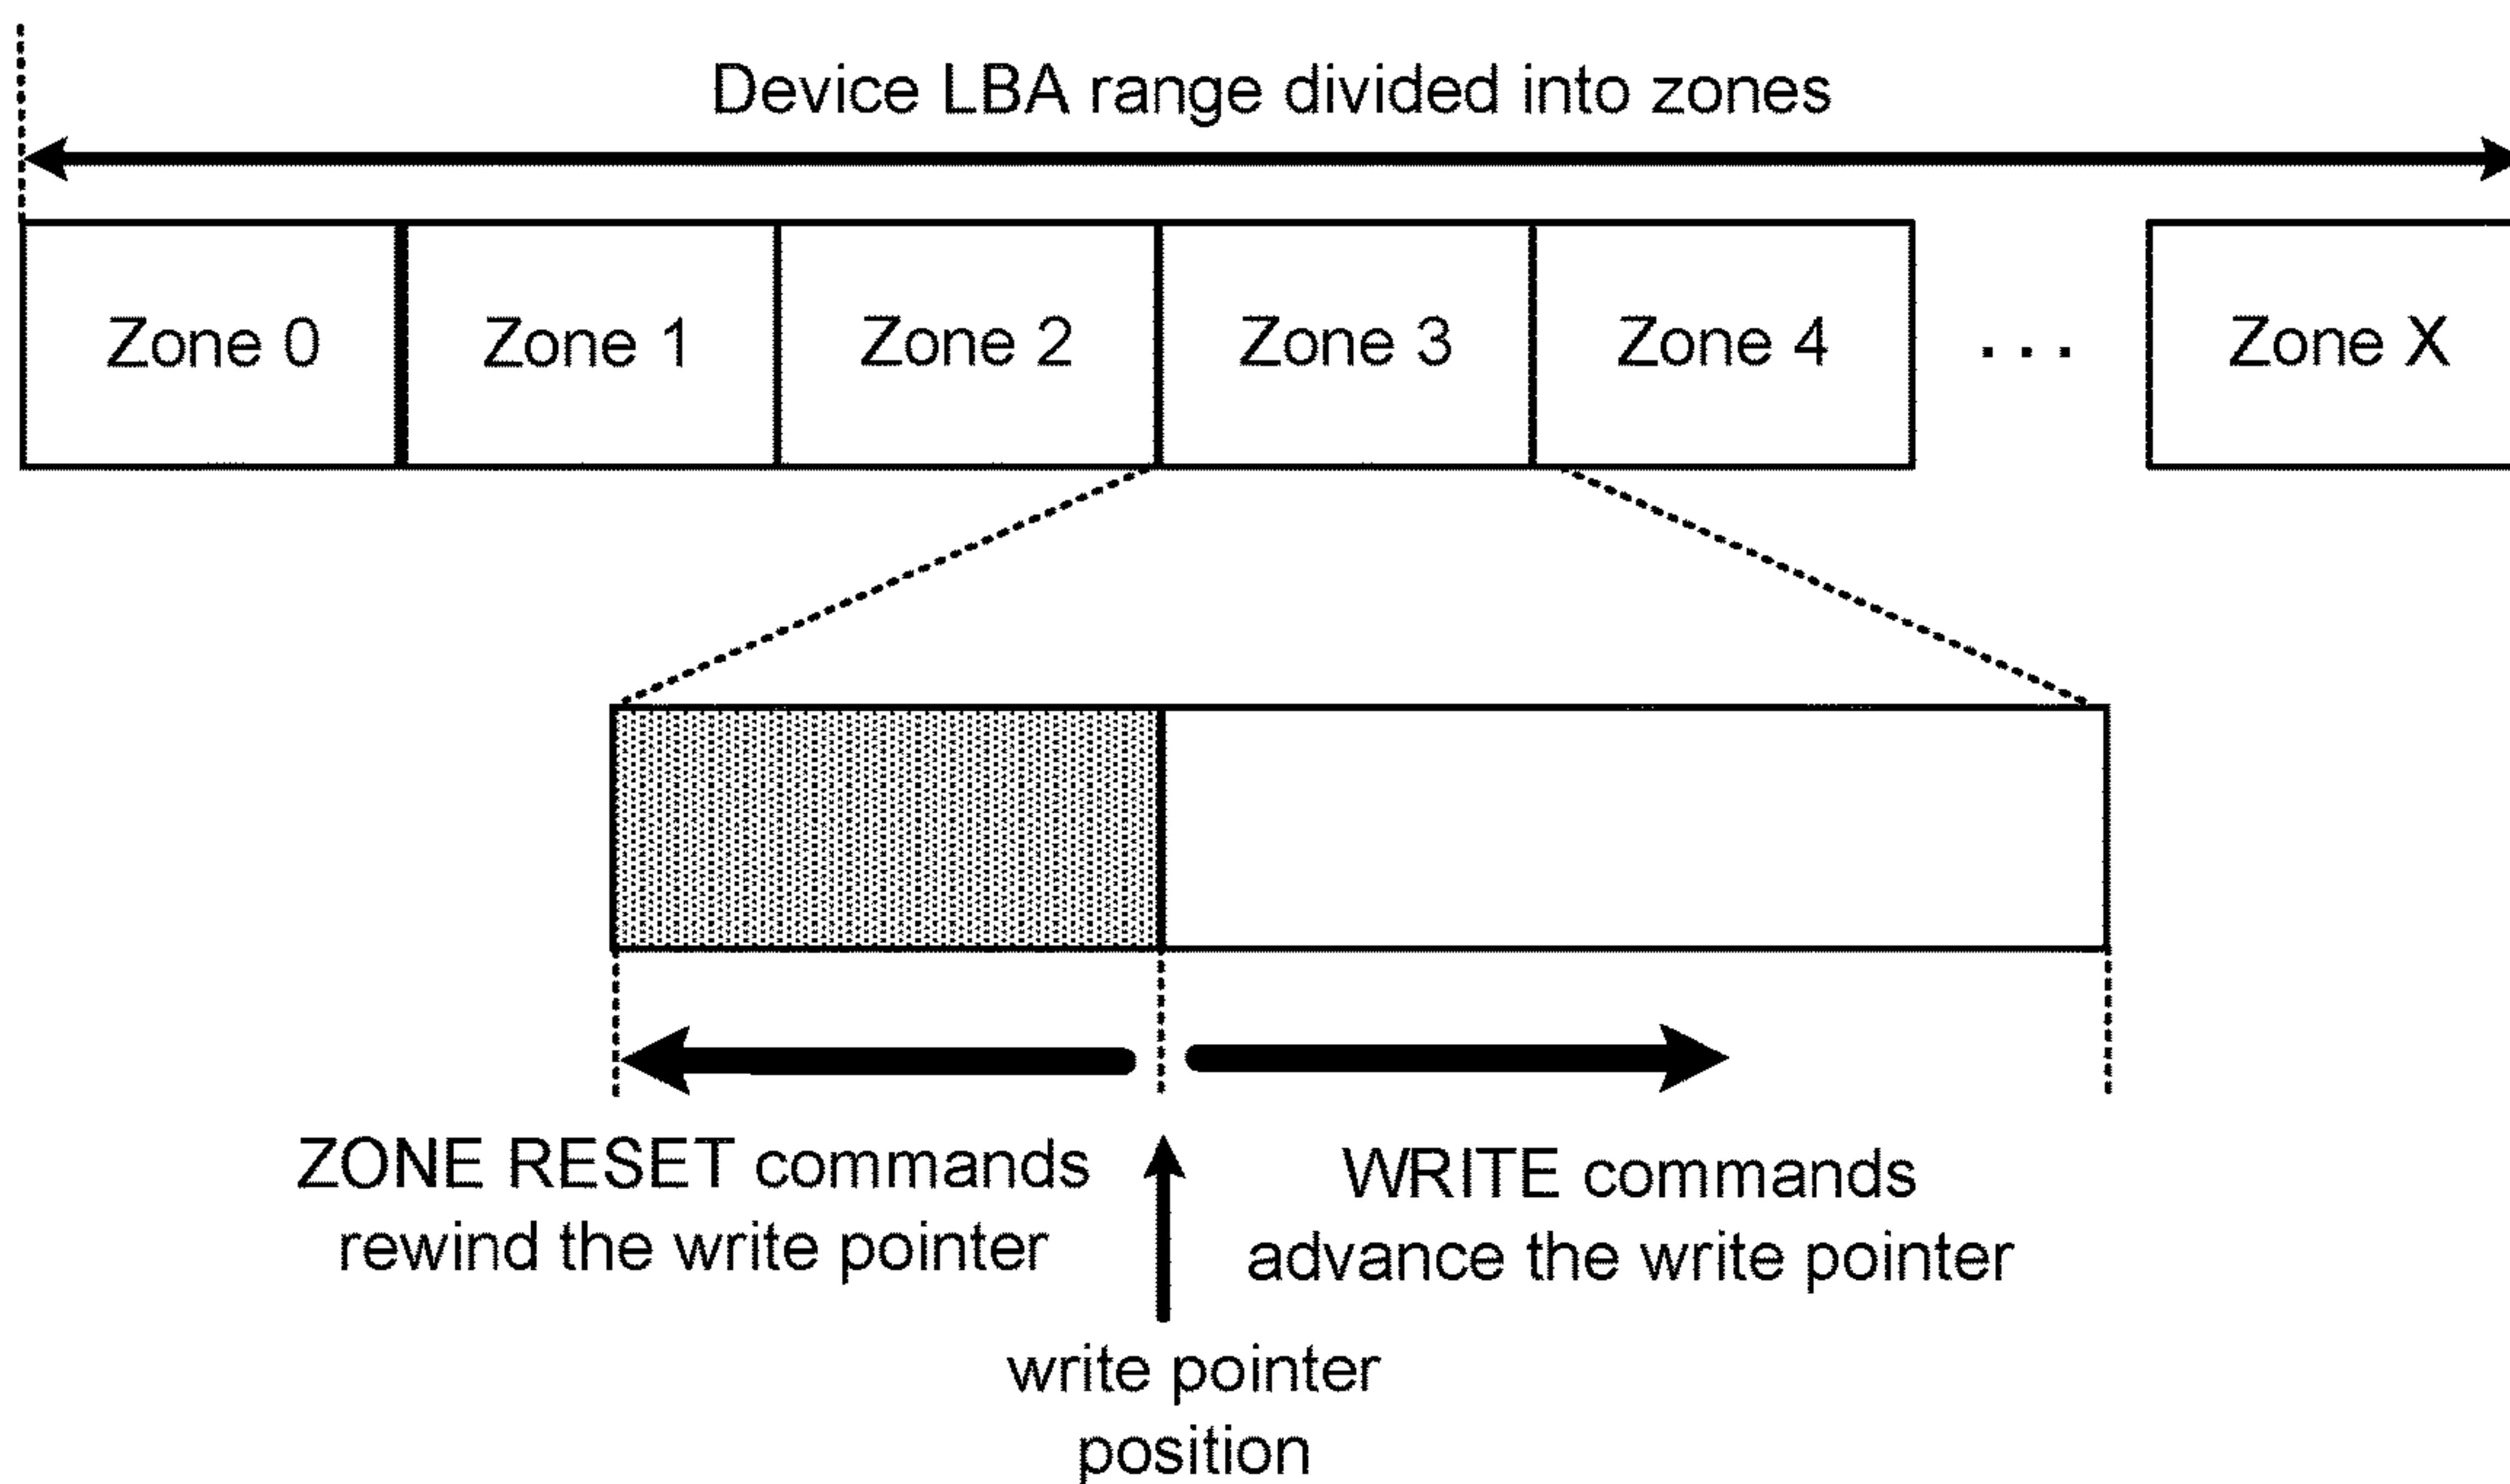 Device LBA range divided into zones
Zone 0 Zone 1 Zone 2 Zone 3 Zone 4 ... Zone X
ZONE RESET commands
rewind the write pointer
WRITE commands
advance the write pointer
write pointer
position